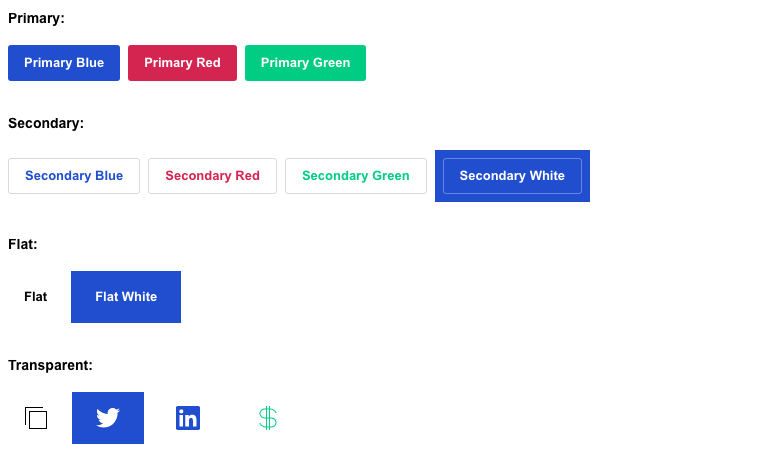 Primary:
Primary Blue Primary Red Primary Green
Secondary:
Secondary Blue Secondary Red Secondary Green Secondary White
Flat:
Flat Flat White
Transparent:
in $